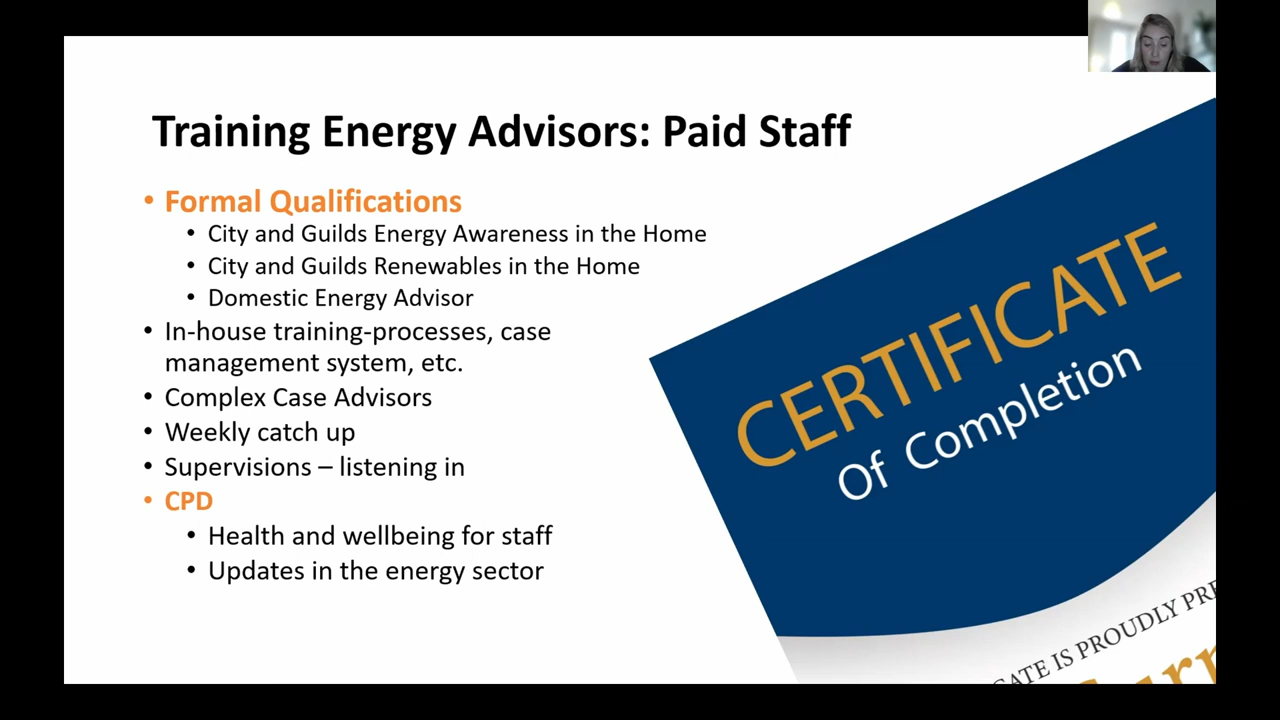 Training Energy Advisors: Paid Staff
• Formal Qualifications
• City and Guilds Energy Awareness in the Home
• City and Guilds Renewables in the Home
• Domestic Energy Advisor
• In-house training-processes, case
management system, etc.
• Complex Case Advisors
• Weekly catch up
• Supervisions – listening in
• CPD
• Health and wellbeing for staff
• Updates in the energy sector
CERTIFICATE
Of Completion
CATE IS PROUDLY PRE